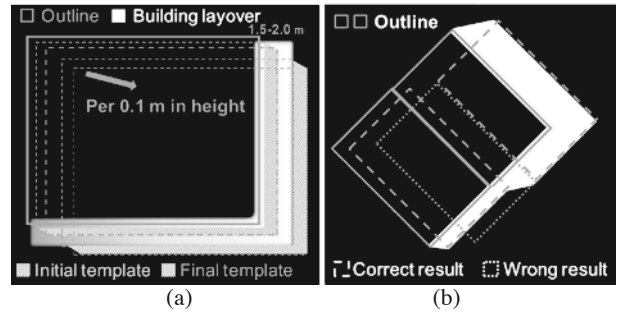 Outline Building layover
1.5-2.0 m
Per 0.1 m in height
Initial template Final template
(a)
Outline
Correct result Wrong result
(b)